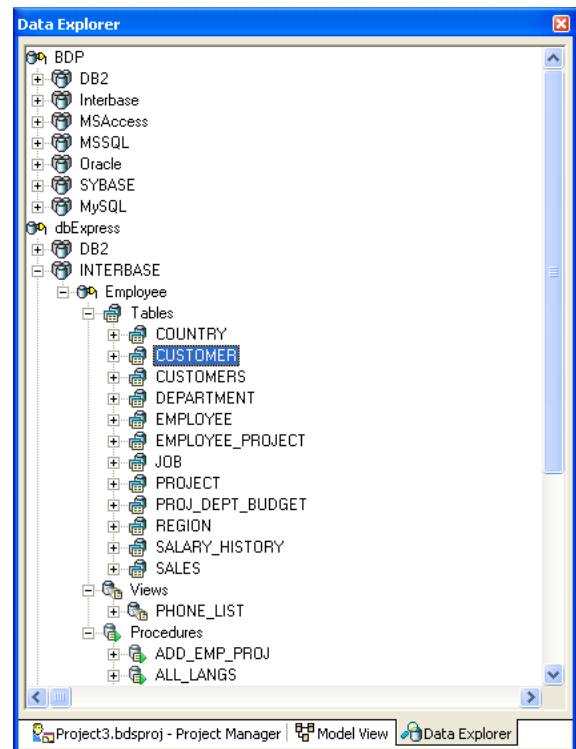 Data Explorer
BDP
DB2
Interbase
MSAccess
MSSQL
Oracle
SYBASE
MySQL
dbExpress
DB2
INTERBASE
Employee
Tables
COUNTRY
CUSTOMER
CUSTOMERS
DEPARTMENT
EMPLOYEE
EMPLOYEE_PROJECT
JOB
PROJECT
PROJ_DEPT_BUDGET
REGION
SALARY_HISTORY
SALES
Views
PHONE_LIST
Procedures
ADD_EMP_PROJ
ALL_LANGS
Project3.bdsproj - Project Manager Model View Data Explorer